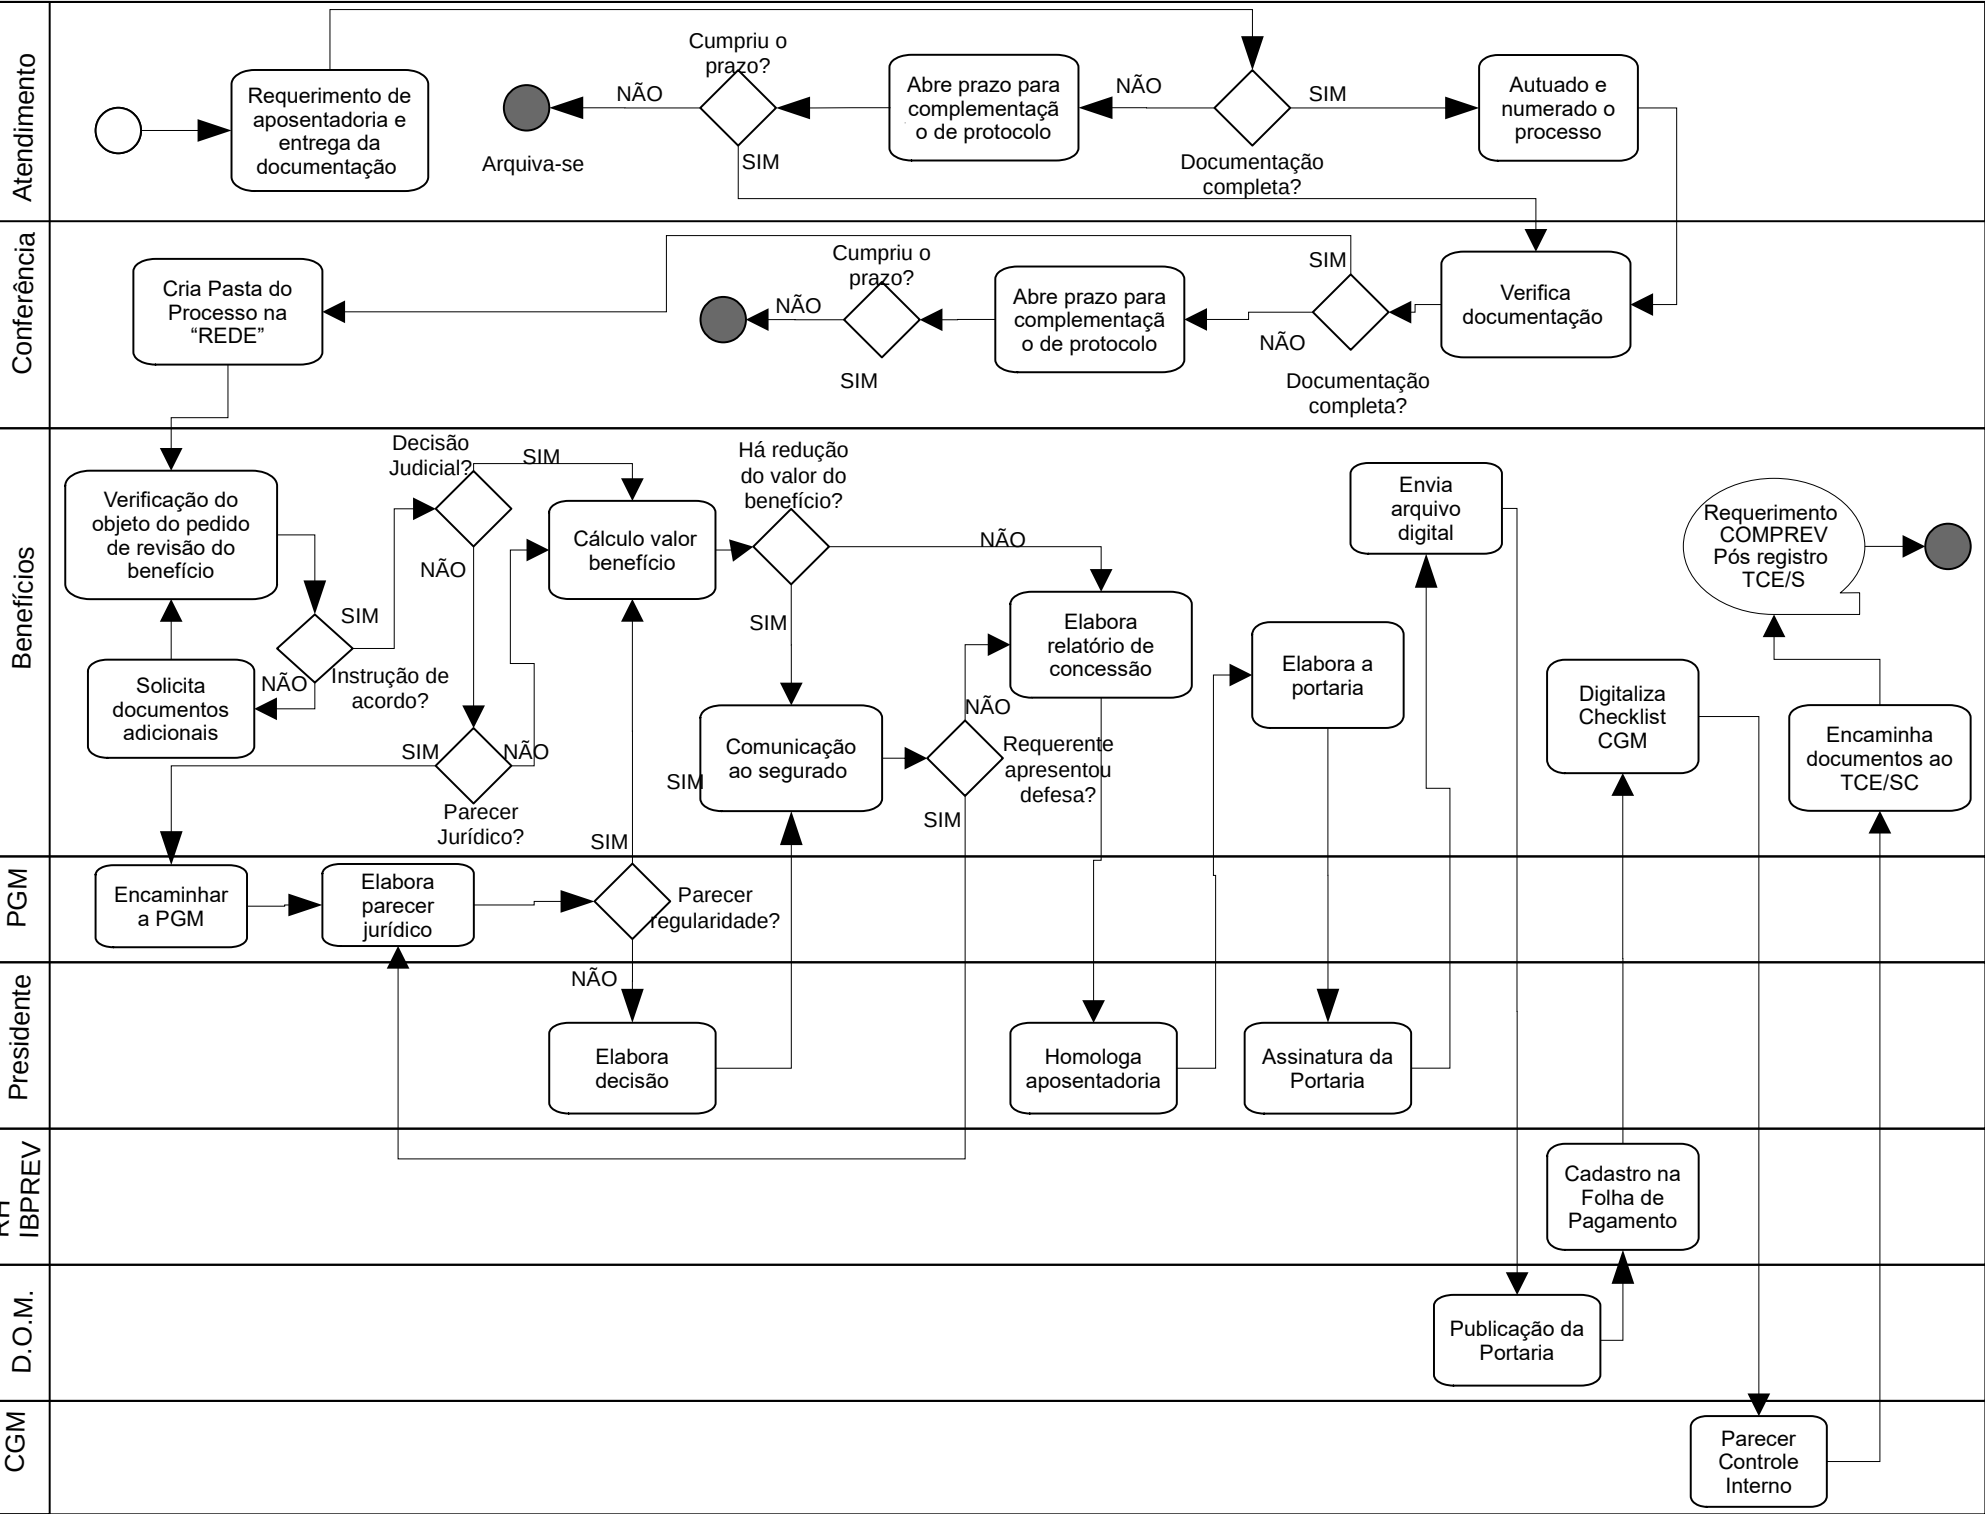 Atendimento
Requerimento de
aposentadoria e
entrega da
documentação
Arquiva-se
NÃO
Cumpriu o
prazo?
SIM
Abre prazo para
complementaçã
o de protocolo
NÃO
Documentação
completa?
SIM
Autuado e
numerado o
processo
Conferência
Cria Pasta do
Processo na
“REDE”
NÃO
Cumpriu o
prazo?
SIM
Abre prazo para
complementaçã
o de protocolo
NÃO
SIM
Documentação
completa?
Verifica
documentação
Benefícios
Verificação do
objeto do pedido
de revisão do
benefício
Solicita
documentos
adicionais
NÃO
SIM
Instrução de
acordo?
Decisão
Judicial?
SIM
NÃO
SIM
NÃO
Parecer
Jurídico?
Cálculo valor
benefício
Há redução
do valor do
benefício?
NÃO
SIM
SIM
Comunicação
ao segurado
NÃO
Requerente
apresentou
defesa?
SIM
Elabora
relatório de
concessão
Elabora a
portaria
Envia
arquivo
digital
Digitaliza
Checklist
CGM
Requerimento
COMPREV
Pós registro
TCE/S
Encaminha
documentos ao
TCE/SC
SIM
PGM
Encaminhar
a PGM
Elabora
parecer
jurídico
Parecer
regularidade?
NÃO
Presidente
Elabora
decisão
Homologa
aposentadoria
Assinatura da
Portaria
RH
IBPREV
Cadastro na
Folha de
Pagamento
D.O.M.
Publicação da
Portaria
CGM
Parecer
Controle
Interno